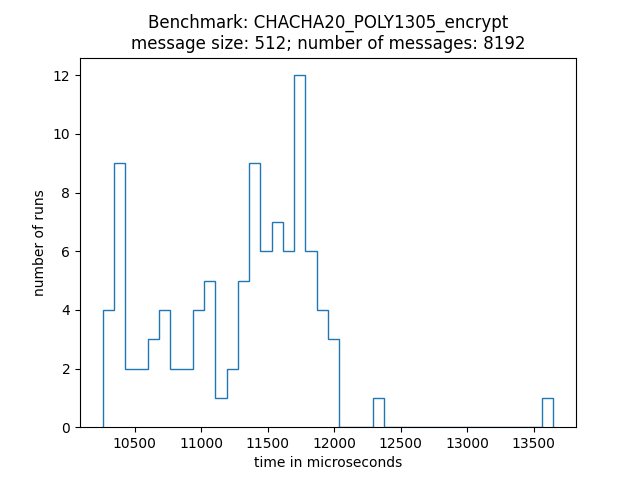 Benchmark: CHACHA20_POLY1305_encrypt
message size: 512; number of messages: 8192
12
10
8
6
4
2
0
number of runs
10500 11000 11500 12000 12500 13000 13500
time in microseconds